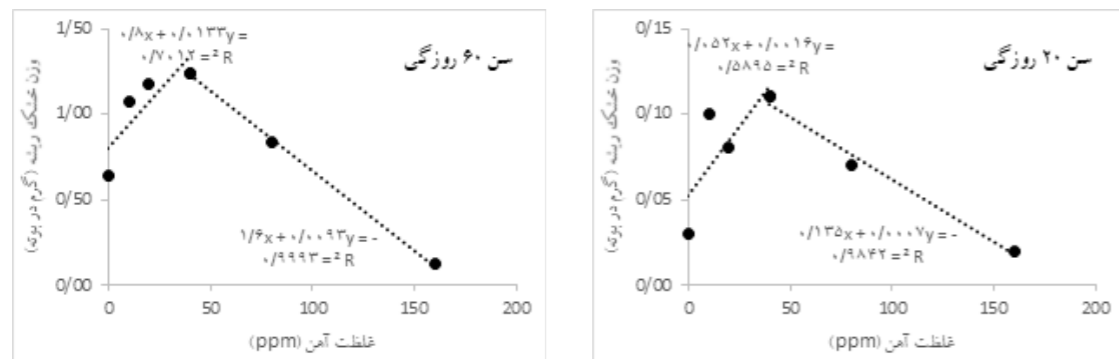 سن ۶۰ روزگی
۰/۸x+۰/۰۱۳۳y =
۰/۷۰۱۲ =² R
۱/۶x+۰/۰۰۹۳y = -
۰/۹۹۹۳ =² R
وزن خشک ریشه (گرم در بوته)
1/50
1/00
0/50
0/00
0 50 100 150 200
غلظت آهن (ppm)
سن ۲۰ روزگی
۰/۰۵۲x+۰/۰۰۱۶y =
۰/۵۸۹۵ =² R
۰/۱۳۵x+۰/۰۰۰۷y = -
۰/۹۸۴۲ =² R
وزن خشک ریشه (گرم در بوته)
0/15
0/10
0/05
0/00
0 50 100 150 200
غلظت آهن (ppm)